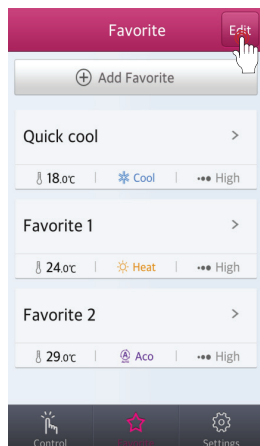 Favorite
Edit
Add Favorite
Quick cool
18.0℃ Cool High
Favorite 1
24.0℃ Heat High
Favorite 2
29.0℃ Aco High
Control Settings